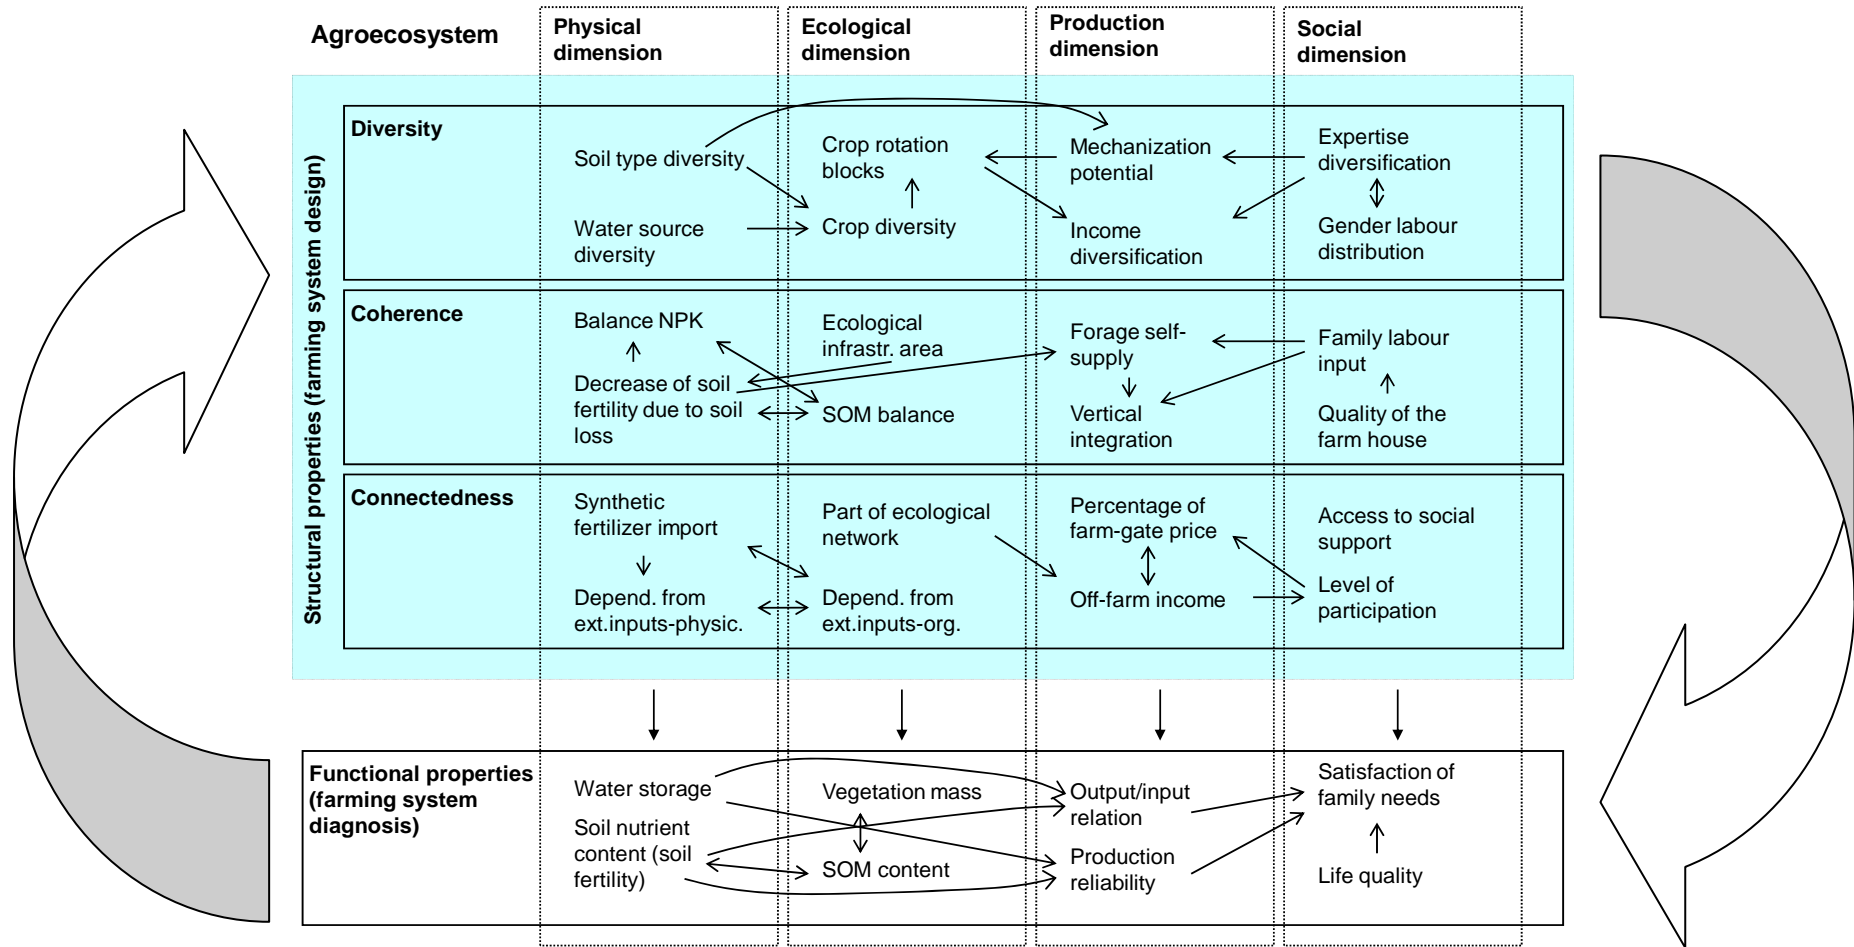 Agroecosystem
Physical
dimension
Ecological
dimension
Production
dimension
Social
dimension
Structural properties (farming system design)
Diversity
Soil type diversity
Water source
diversity
Crop rotation
blocks
Crop diversity
Mechanization
potential
Income
diversification
Expertise
diversification
Gender labour
distribution
Coherence
Balance NPK
Decrease of soil
fertility due to soil
loss
Ecological
infrastr. area
SOM balance
Forage self-
supply
Vertical
integration
Family labour
input
Quality of the
farm house
Connectedness
Synthetic
fertilizer import
Depend. from
ext.inputs-physic.
Part of ecological
network
Depend. from
ext.inputs-org.
Percentage of
farm-gate price
Off-farm income
Access to social
support
Level of
participation
Functional properties
(farming system
diagnosis)
Water storage
Soil nutrient
content (soil
fertility)
Vegetation mass
SOM content
Output/input
relation
Production
reliability
Satisfaction of
family needs
Life quality